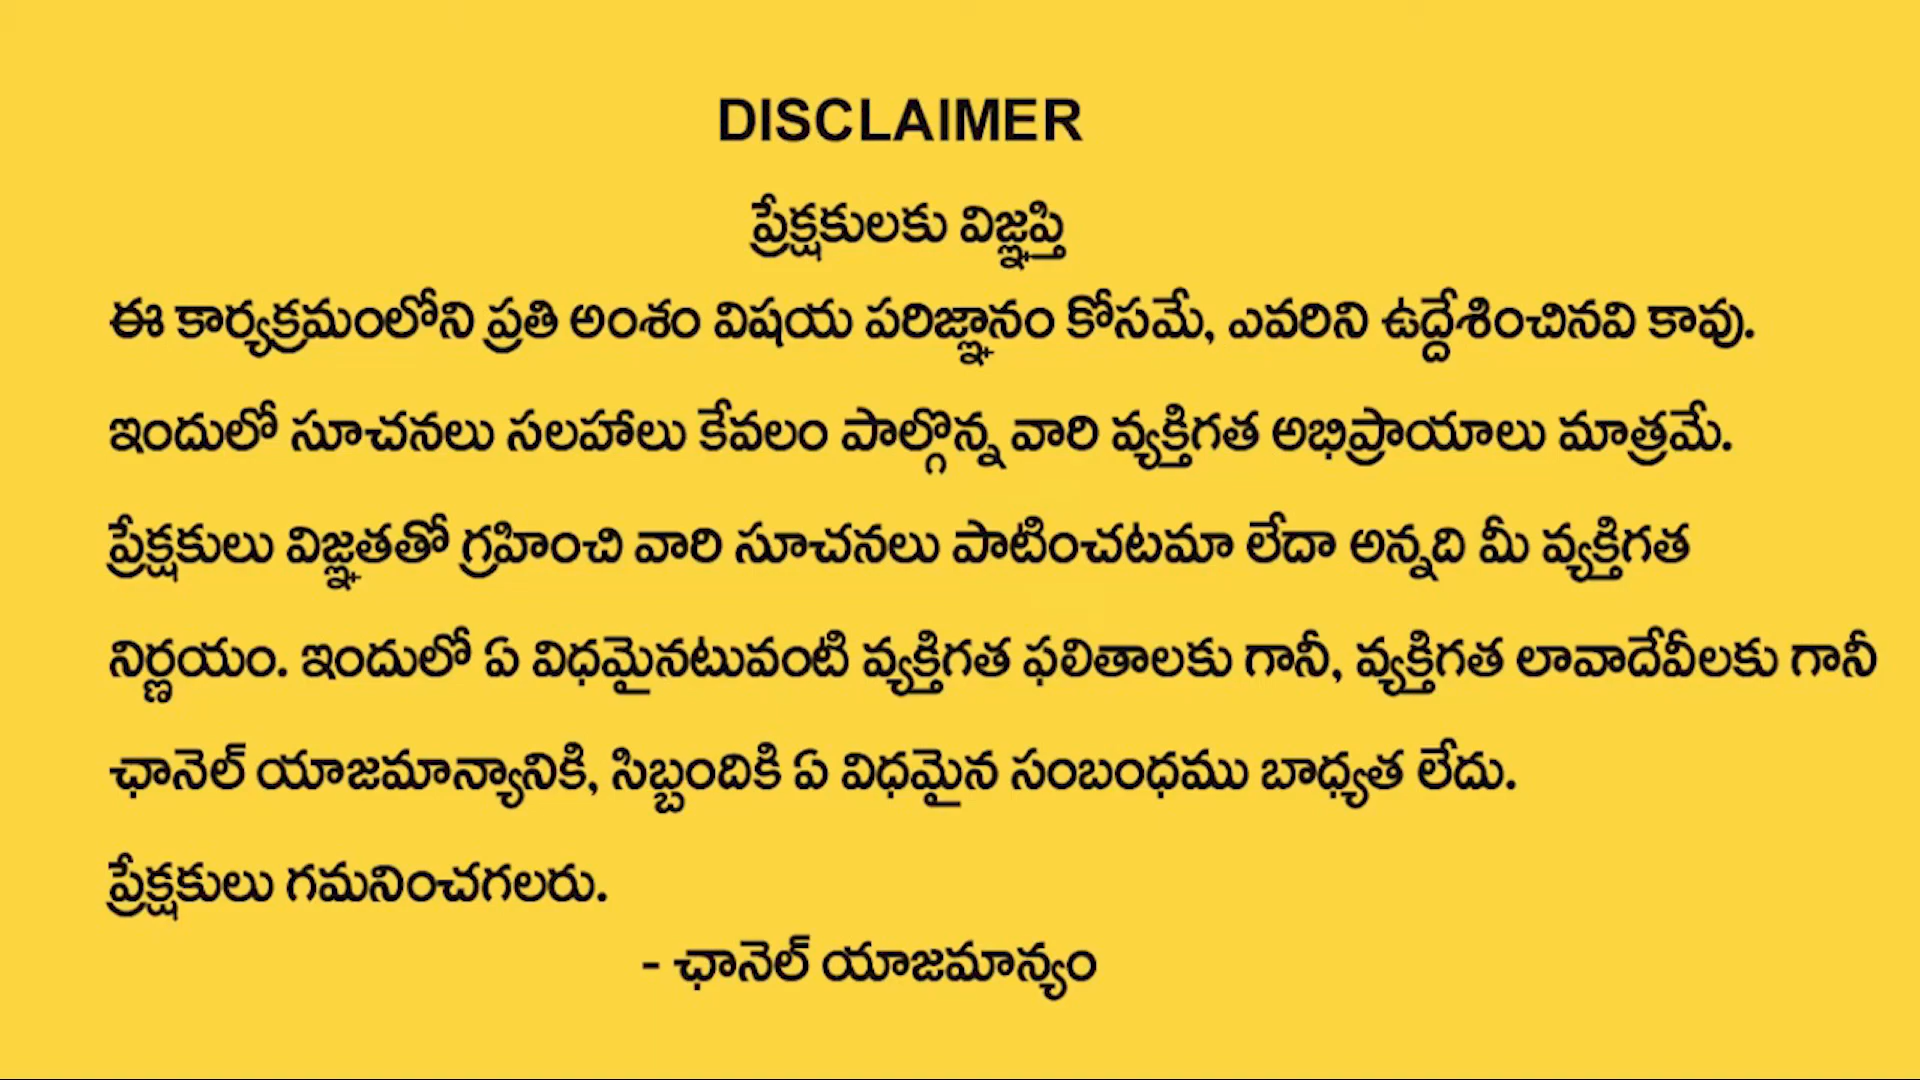 DISCLAIMER
ప్రేక్షకులకు విజ్ఞప్తి
ఈ కార్యక్రమంలోని ప్రతి అంశం విషయ పరిజ్ఞానం కోసమే, ఎవరిని ఉద్దేశించినవి కావు.
ఇందులో సూచనలు సలహాలు కేవలం పాల్గొన్న వారి వ్యక్తిగత అభిప్రాయాలు మాత్రమే.
ప్రేక్షకులు విజ్ఞతతో గ్రహించి వారి సూచనలు పాటించటమా లేదా అన్నది మీ వ్యక్తిగత
నిర్ణయం. ఇందులో ఏ విధమైనటువంటి వ్యక్తిగత ఫలితాలకు గానీ, వ్యక్తిగత లావాదేవీలకు గానీ
ఛానెల్ యాజమాన్యానికి, సిబ్బందికి ఏ విధమైన సంబంధము బాధ్యత లేదు.
ప్రేక్షకులు గమనించగలరు.
- ఛానెల్ యాజమాన్యం